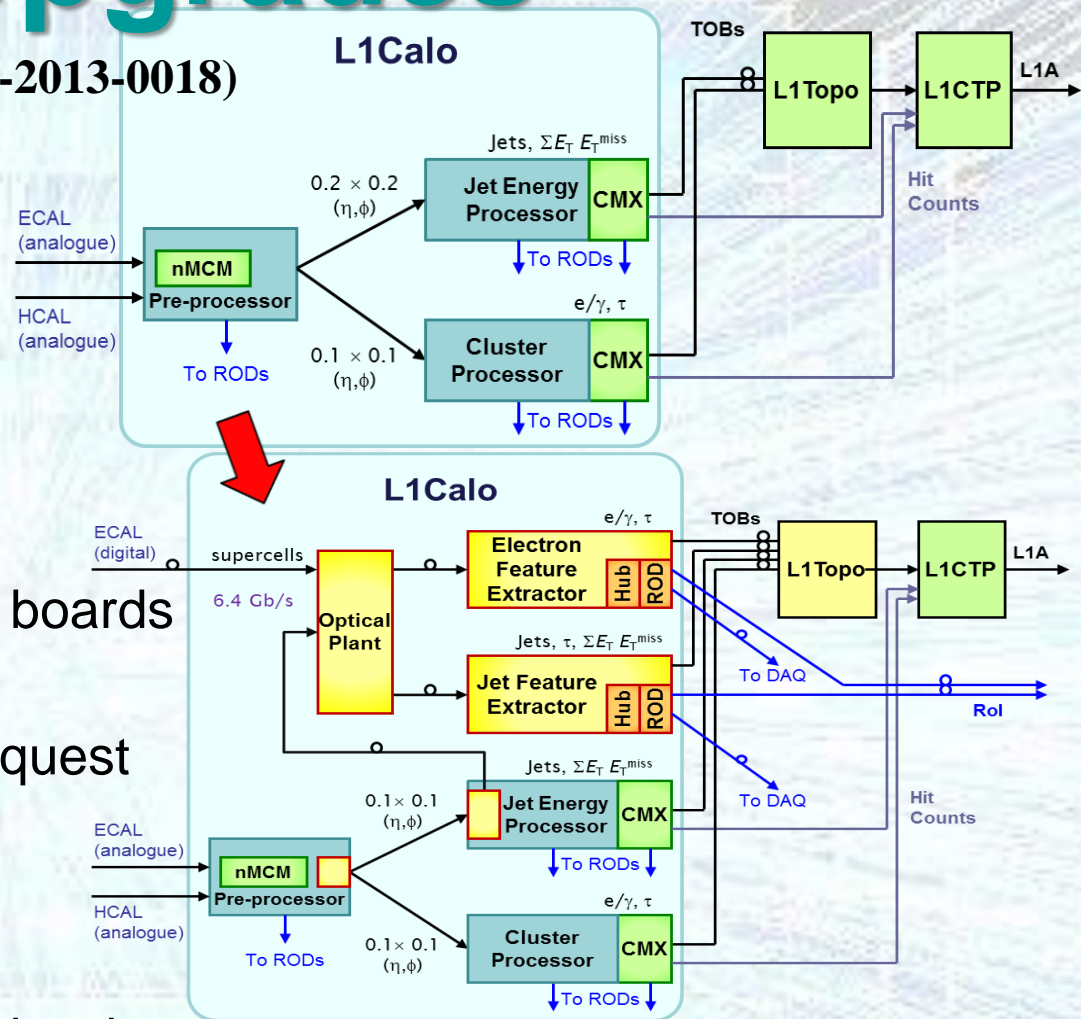 pgrades
-2013-0018)
L1Calo
TOBs
L1Topo
L1CTP
L1A
Jets, ΣE_T E_T^miss
0.2 × 0.2
(η,ϕ)
Jet Energy
Processor
CMX
Hit
Counts
ECAL
(analogue)
nMCM
Pre-processor
To RODs
HCAL
(analogue)
e/γ, τ
0.1 × 0.1
(η,ϕ)
Cluster
Processor
CMX
To RODs
To RODs
L1Calo
ECAL
(digital)
supercells
6.4 Gb/s
boards
Optical
Plant
e/γ, τ
Electron
Feature
Extractor
Hub
ROD
TOBs
L1Topo
L1CTP
L1A
Jets, τ, ΣE_T E_T^miss
Jet Feature
Extractor
Hub
ROD
To DAQ
RoI
quest
Jets, ΣE_T E_T^miss
To DAQ
0.1× 0.1
(η,ϕ)
Jet Energy
Processor
CMX
Hit
Counts
ECAL
(analogue)
nMCM
Pre-processor
To RODs
HCAL
(analogue)
e/γ, τ
0.1× 0.1
(η,ϕ)
Cluster
Processor
CMX
To RODs
To RODs